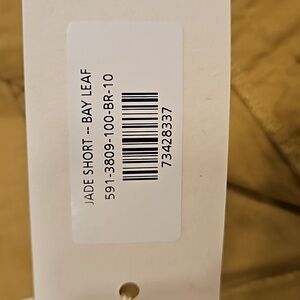 JADE SHORT -- BAY LEAF
591-3809-100-BR-10
73428337